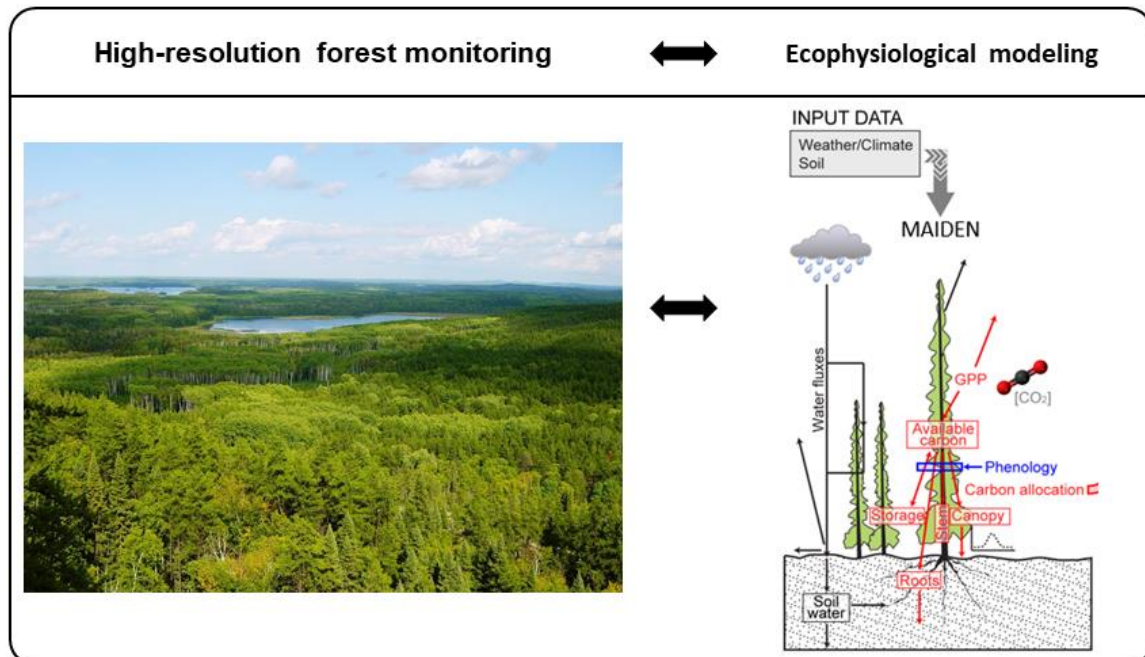 High-resolution forest monitoring
Ecophysiological modeling
INPUT DATA
Weather/Climate
Soil
MAIDEN
Water fluxes
GPP
[CO₂]
Available
carbon
Phenology
Carbon allocation
Storage
Stem
Canopy
Roots
Soil
water